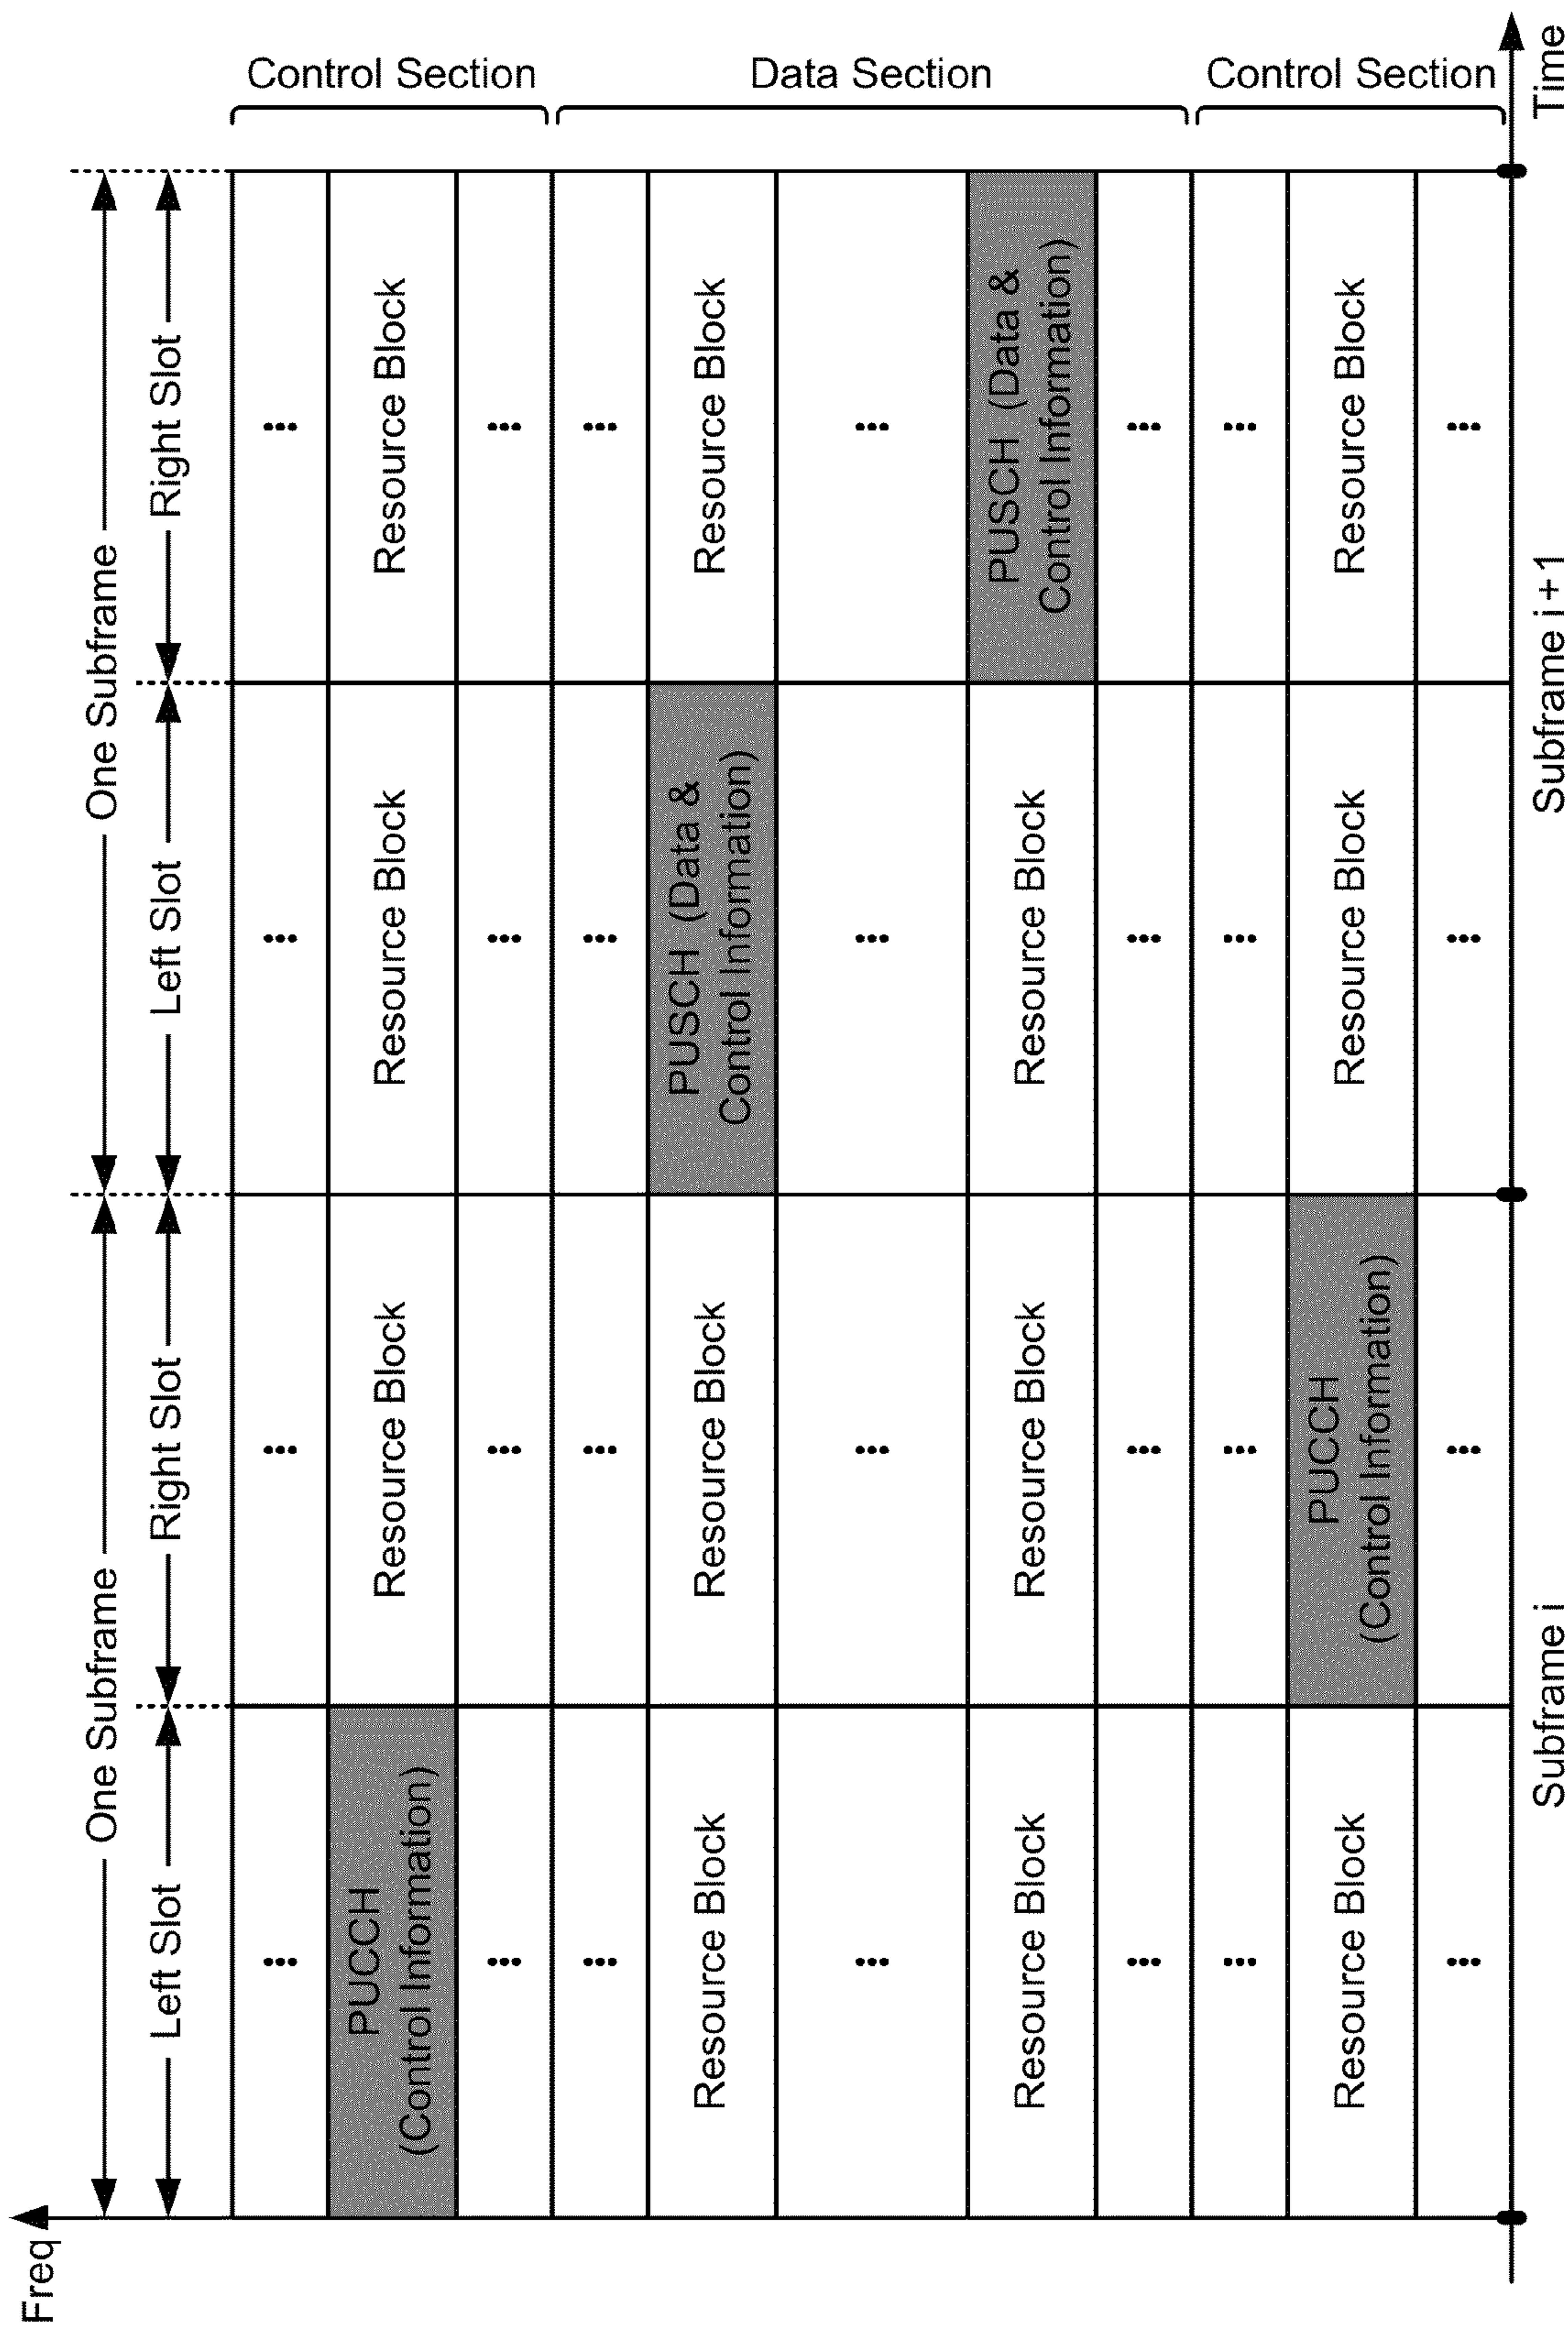 Freq
One Subframe
One Subframe
Left Slot
Right Slot
Left Slot
Right Slot
...
...
...
...
PUCCH
(Control Information)
Resource Block
Resource Block
Resource Block
Control Section
...
...
...
...
...
...
...
...
Resource Block
Resource Block
PUSCH (Data &
Control Information)
Resource Block
...
...
...
...
Data Section
Resource Block
Resource Block
Resource Block
PUSCH (Data &
Control Information)
...
...
...
...
...
...
...
...
Resource Block
PUCCH
(Control Information)
Resource Block
Resource Block
Control Section
...
...
...
...
Subframe i
Subframe i + 1
Time